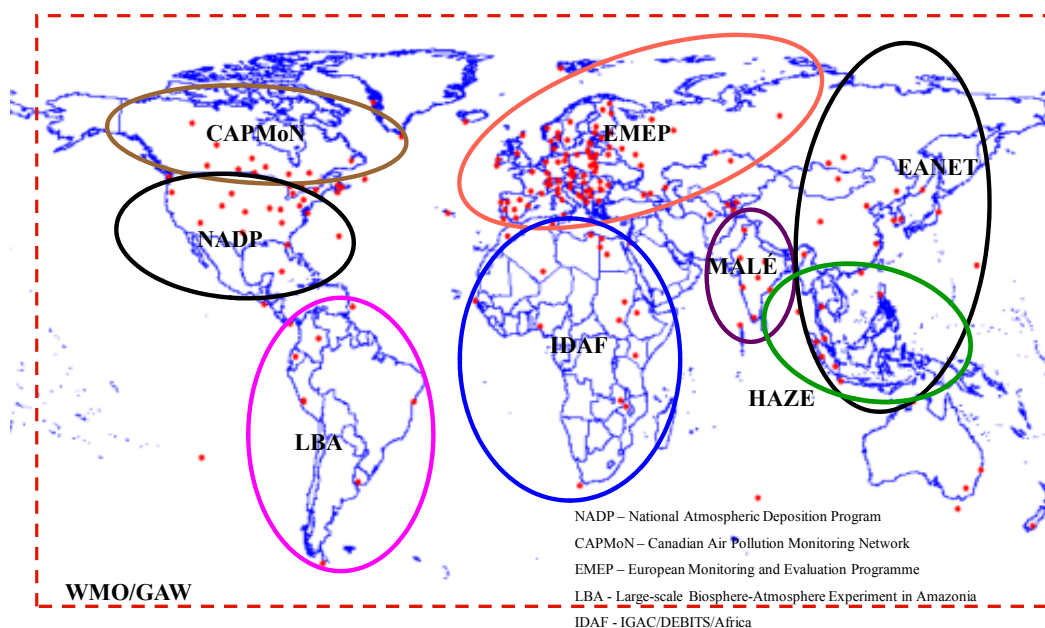 CAPMoN
EMEP
EANET
NADP
MALÉ
IDAF
HAZE
LBA
NADP – National Atmospheric Deposition Program
CAPMoN – Canadian Air Pollution Monitoring Network
EMEP – European Monitoring and Evaluation Programme
WMO/GAW
LBA - Large-scale Biosphere-Atmosphere Experiment in Amazonia
IDAF - IGAC/DEBITS/Africa